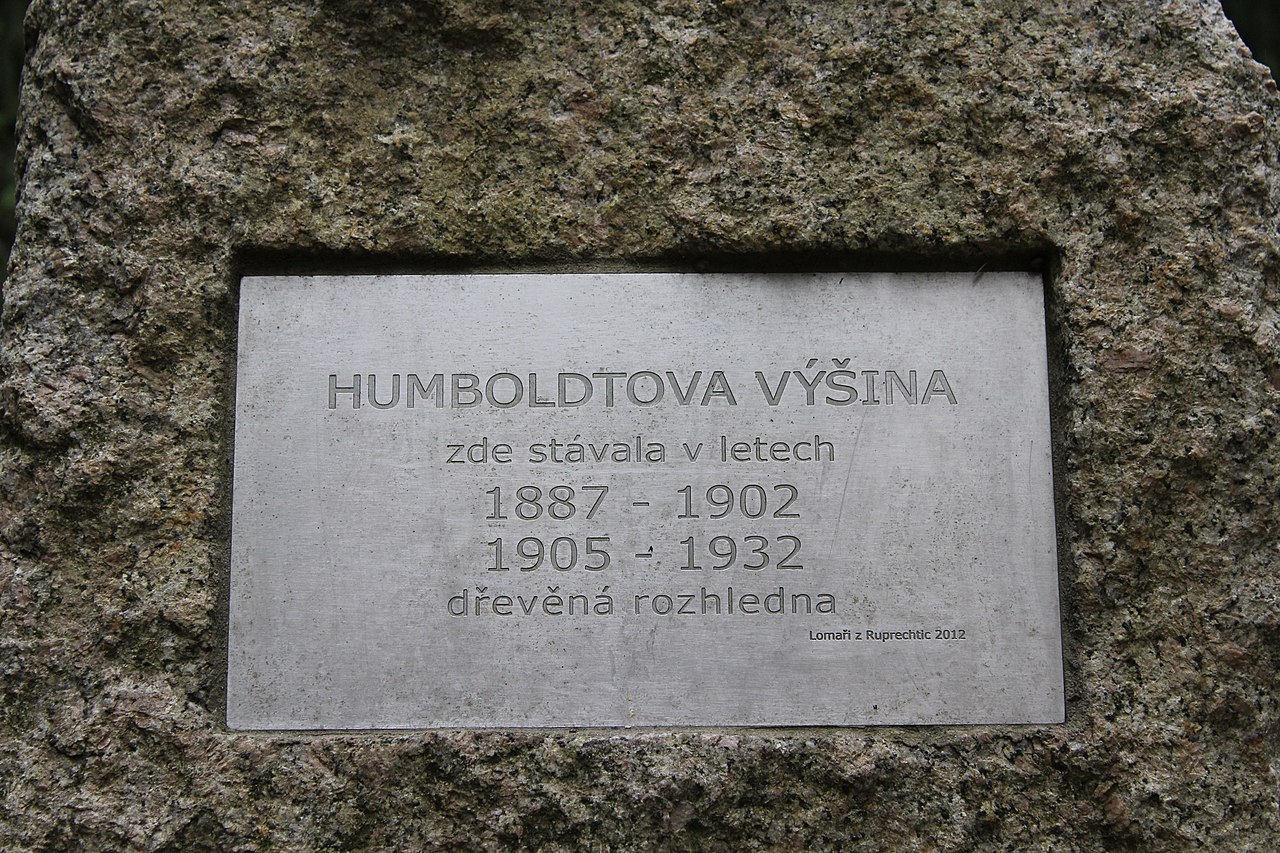 HUMBOLDTOVA VÝŠINA
zde stávala v letech
1887 - 1902
1905 - 1932
dřevěná rozhledna
Lomaři z Ruprechtic 2012